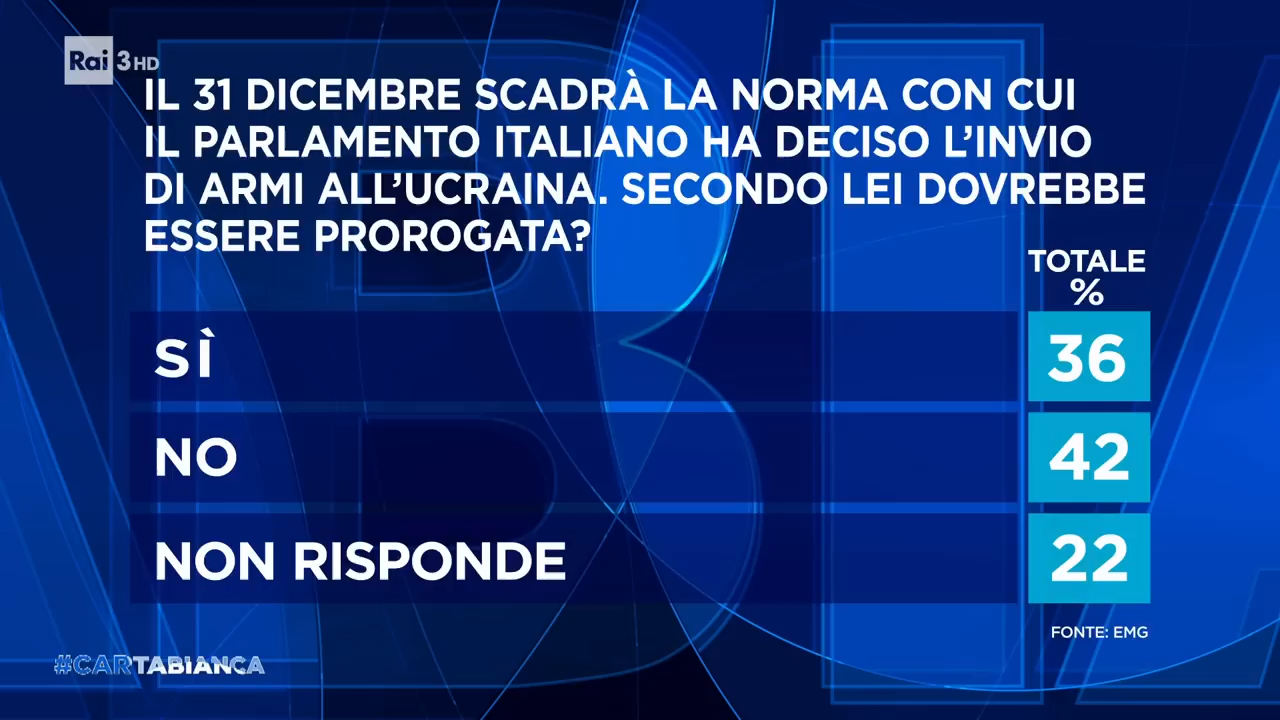 Rai 3HD
IL 31 DICEMBRE SCADRÀ LA NORMA CON CUI
IL PARLAMENTO ITALIANO HA DECISO L'INVIO
DI ARMI ALL'UCRAINA. SECONDO LEI DOVREBBE
ESSERE PROROGATA?
TOTALE
%
SÌ 36
NO 42
NON RISPONDE 22
FONTE: EMG
#CARTABIANCA